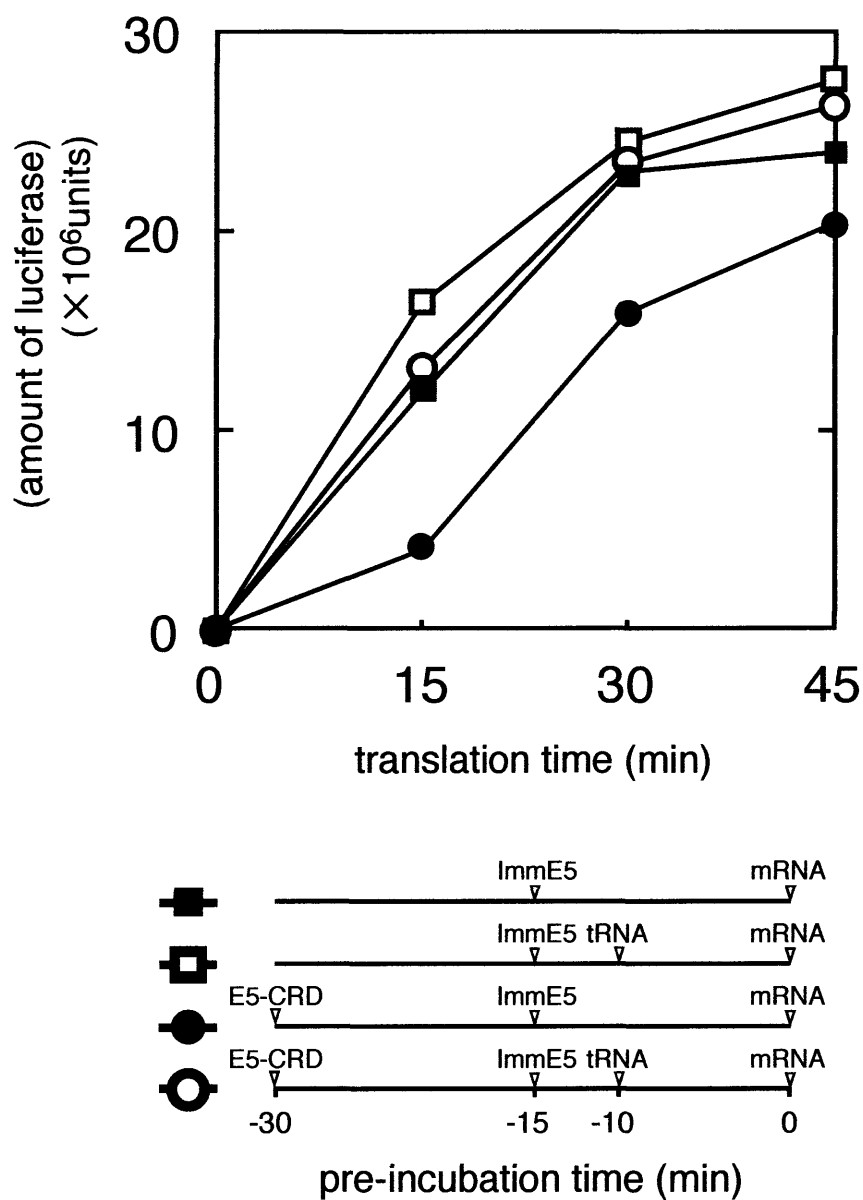 30
20
10
0
(amount of luciferase)
(×10⁶units)
0 15 30 45
translation time (min)
ImmE5 mRNA
ImmE5 tRNA mRNA
E5-CRD ImmE5 mRNA
E5-CRD ImmE5 tRNA mRNA
-30 -15 -10 0
pre-incubation time (min)